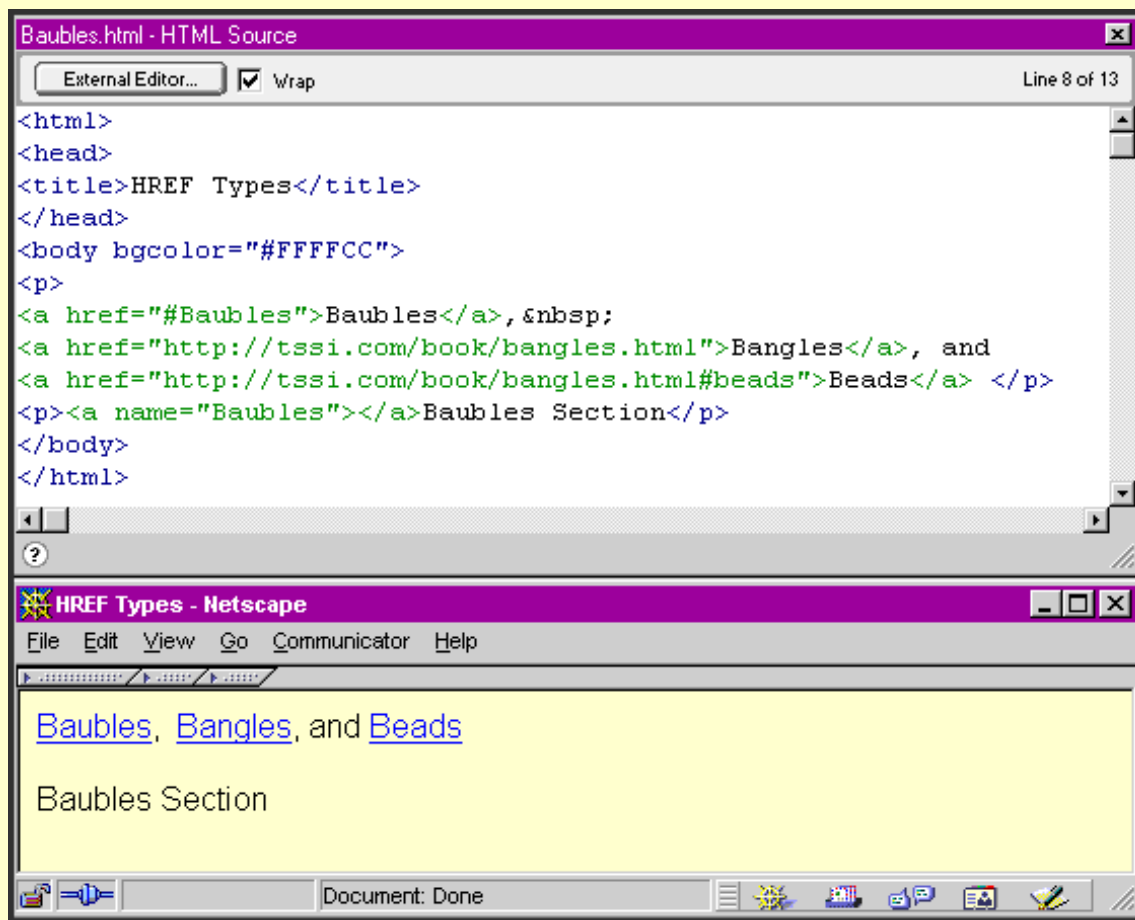 Baubles.html - HTML Source
External Editor... Wrap Line 8 of 13
<html>
<head>
<title>HREF Types</title>
</head>
<body bgcolor="#FFFFCC">
<p>
<a href="#Baubles">Baubles</a>,&nbsp;
<a href="http://tssi.com/book/bangles.html">Bangles</a>, and
<a href="http://tssi.com/book/bangles.html#beads">Beads</a> </p>
<p><a name="Baubles"></a>Baubles Section</p>
</body>
</html>
?
HREF Types - Netscape
File Edit View Go Communicator Help
Baubles, Bangles, and Beads
Baubles Section
Document: Done